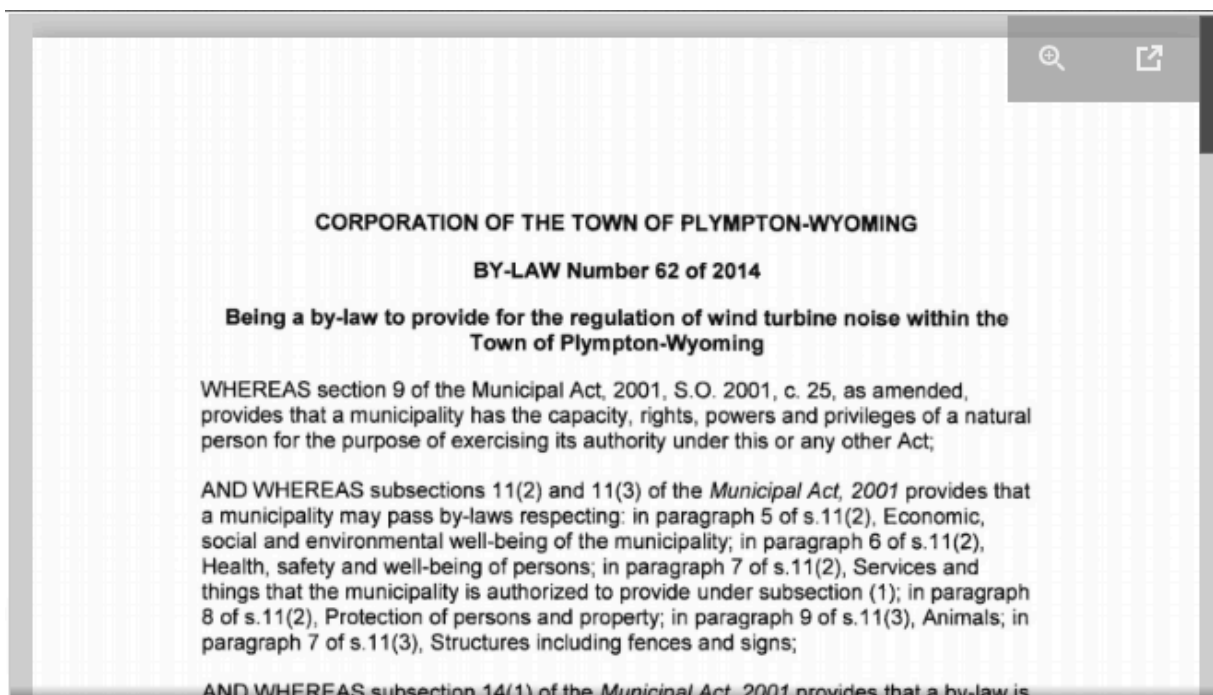 CORPORATION OF THE TOWN OF PLYMPTON-WYOMING
BY-LAW Number 62 of 2014
Being a by-law to provide for the regulation of wind turbine noise within the
Town of Plympton-Wyoming
WHEREAS section 9 of the Municipal Act, 2001, S.O. 2001, c. 25, as amended,
provides that a municipality has the capacity, rights, powers and privileges of a natural
person for the purpose of exercising its authority under this or any other Act;
AND WHEREAS subsections 11(2) and 11(3) of the Municipal Act, 2001 provides that
a municipality may pass by-laws respecting: in paragraph 5 of s.11(2), Economic,
social and environmental well-being of the municipality; in paragraph 6 of s.11(2),
Health, safety and well-being of persons; in paragraph 7 of s.11(2), Services and
things that the municipality is authorized to provide under subsection (1); in paragraph
8 of s.11(2), Protection of persons and property; in paragraph 9 of s.11(3), Animals; in
paragraph 7 of s.11(3), Structures including fences and signs;
AND WHEREAS subsection 14(1) of the Municipal Act, 2001 provides that a by-law is